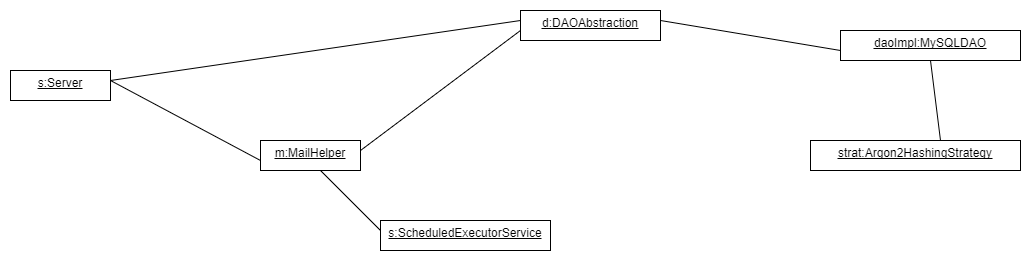 d:DAOAbstraction
daoImpl:MySQLDAO
s:Server
m:MailHelper
strat:Argon2HashingStrategy
s:ScheduledExecutorService